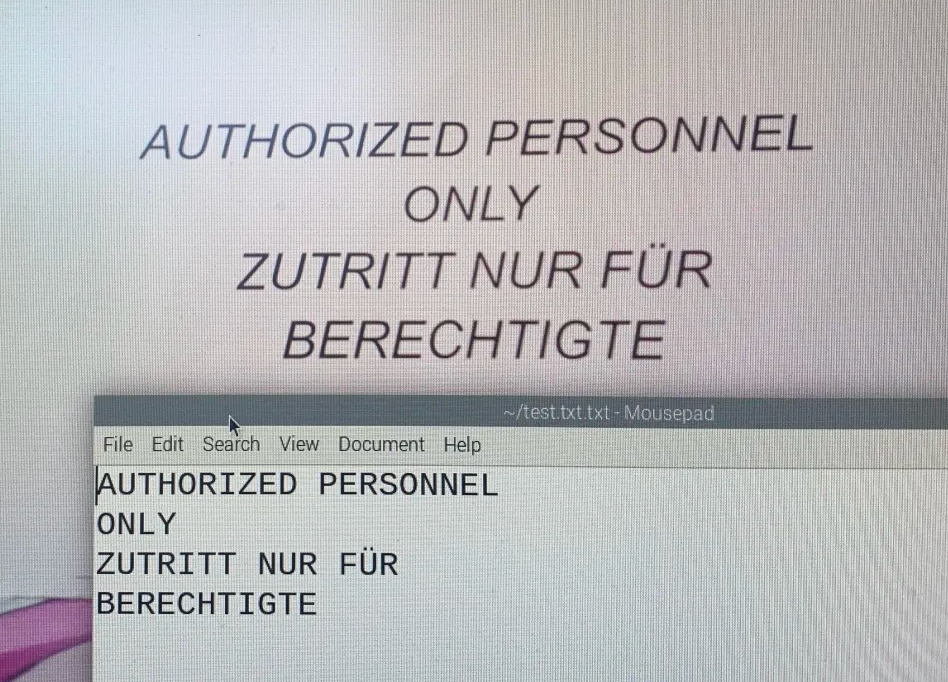 AUTHORIZED PERSONNEL
ONLY
ZUTRITT NUR FÜR
BERECHTIGTE
~/test.txt.txt - Mousepad
File Edit Search View Document Help
AUTHORIZED PERSONNEL
ONLY
ZUTRITT NUR FÜR
BERECHTIGTE